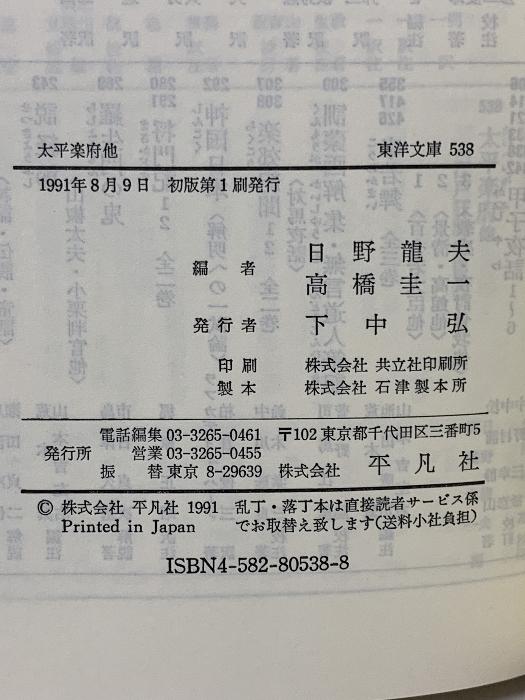 太平楽府他 東洋文庫 538
1991年8月9日 初版第1刷発行
編者 日野龍夫
高橋圭一
発行者 下中弘
印刷 株式会社 共立社印刷所
製本 株式会社 石津製本所
発行所 電話編集 03-3265-0461 〒102 東京都千代田区三番町5
営業 03-3265-0455
振替東京 8-29639 株式会社 平凡社
© 株式会社 平凡社 1991 乱丁・落丁本は直接読者サービス係
Printed in Japan でお取替え致します(送料小社負担)
ISBN4-582-80538-8